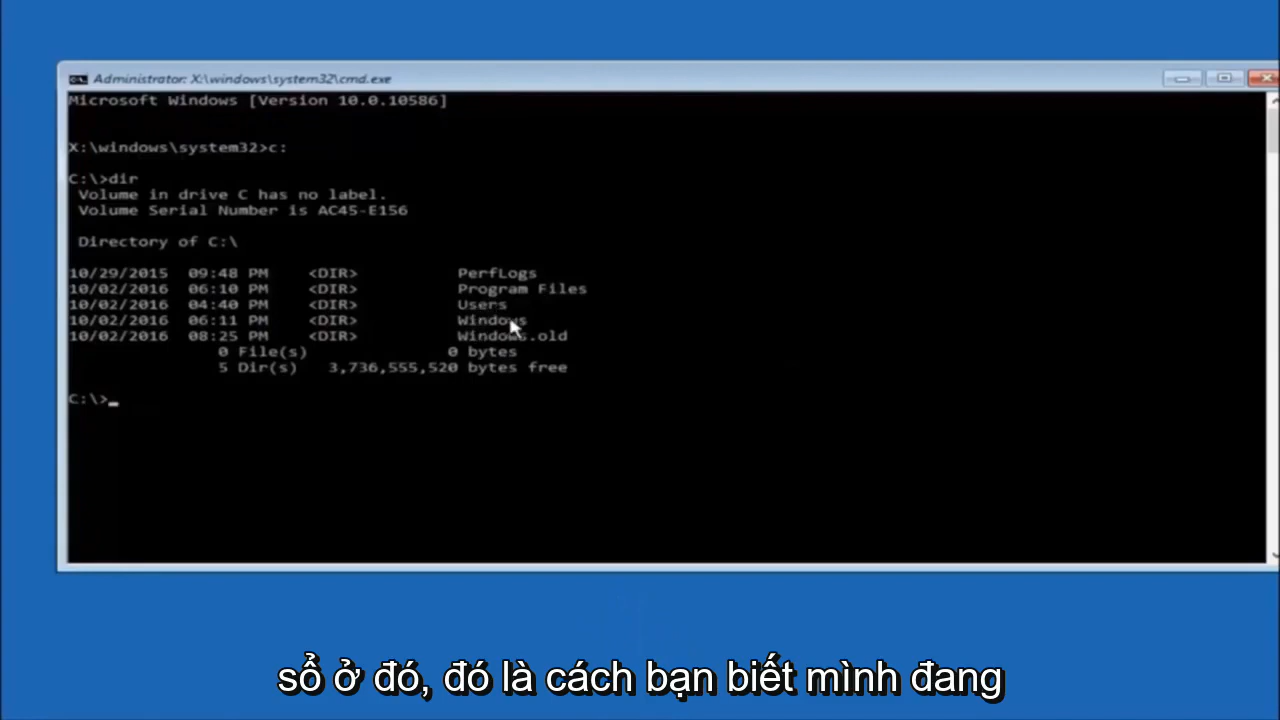 Administrator: X:\windows\system32\cmd.exe
Microsoft Windows [Version 10.0.10586]
X:\windows\system32>c:
C:\>dir
Volume in drive C has no label.
Volume Serial Number is AC45-E156
Directory of C:\
10/29/2015 09:48 PM <DIR> PerfLogs
10/02/2016 06:10 PM <DIR> Program Files
10/02/2016 04:40 PM <DIR> Users
10/02/2016 06:11 PM <DIR> Windows
10/02/2016 08:25 PM <DIR> Windows.old
0 File(s) 0 bytes
5 Dir(s) 3,736,555,520 bytes free
C:\>_
sổ ở đó, đó là cách bạn biết mình đang